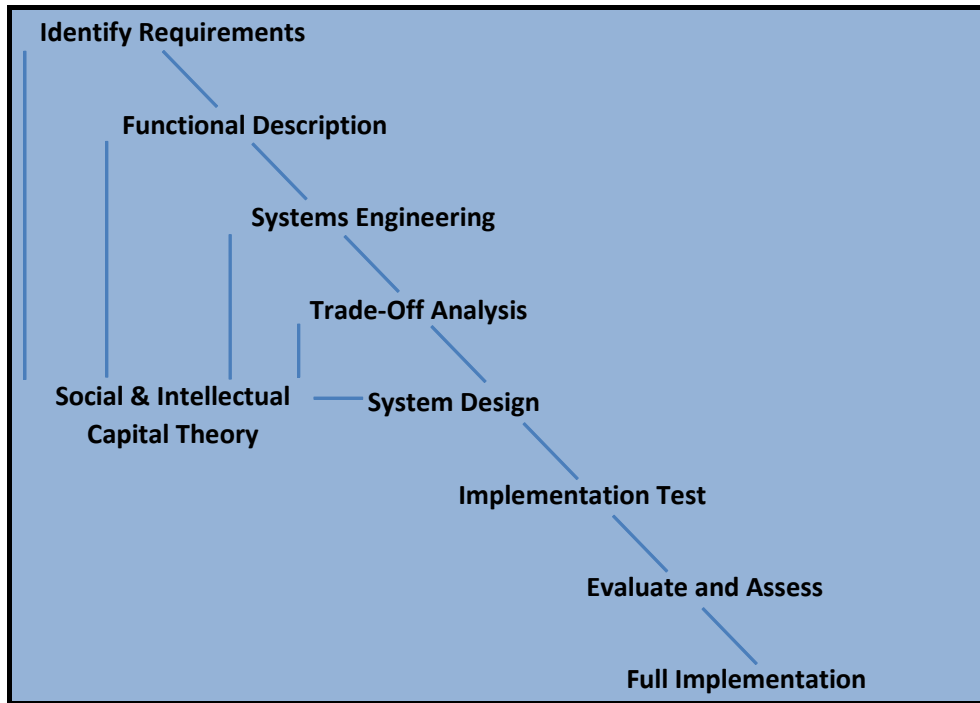 Identify Requirements
Functional Description
Systems Engineering
Trade-Off Analysis
Social & Intellectual
Capital Theory
System Design
Implementation Test
Evaluate and Assess
Full Implementation